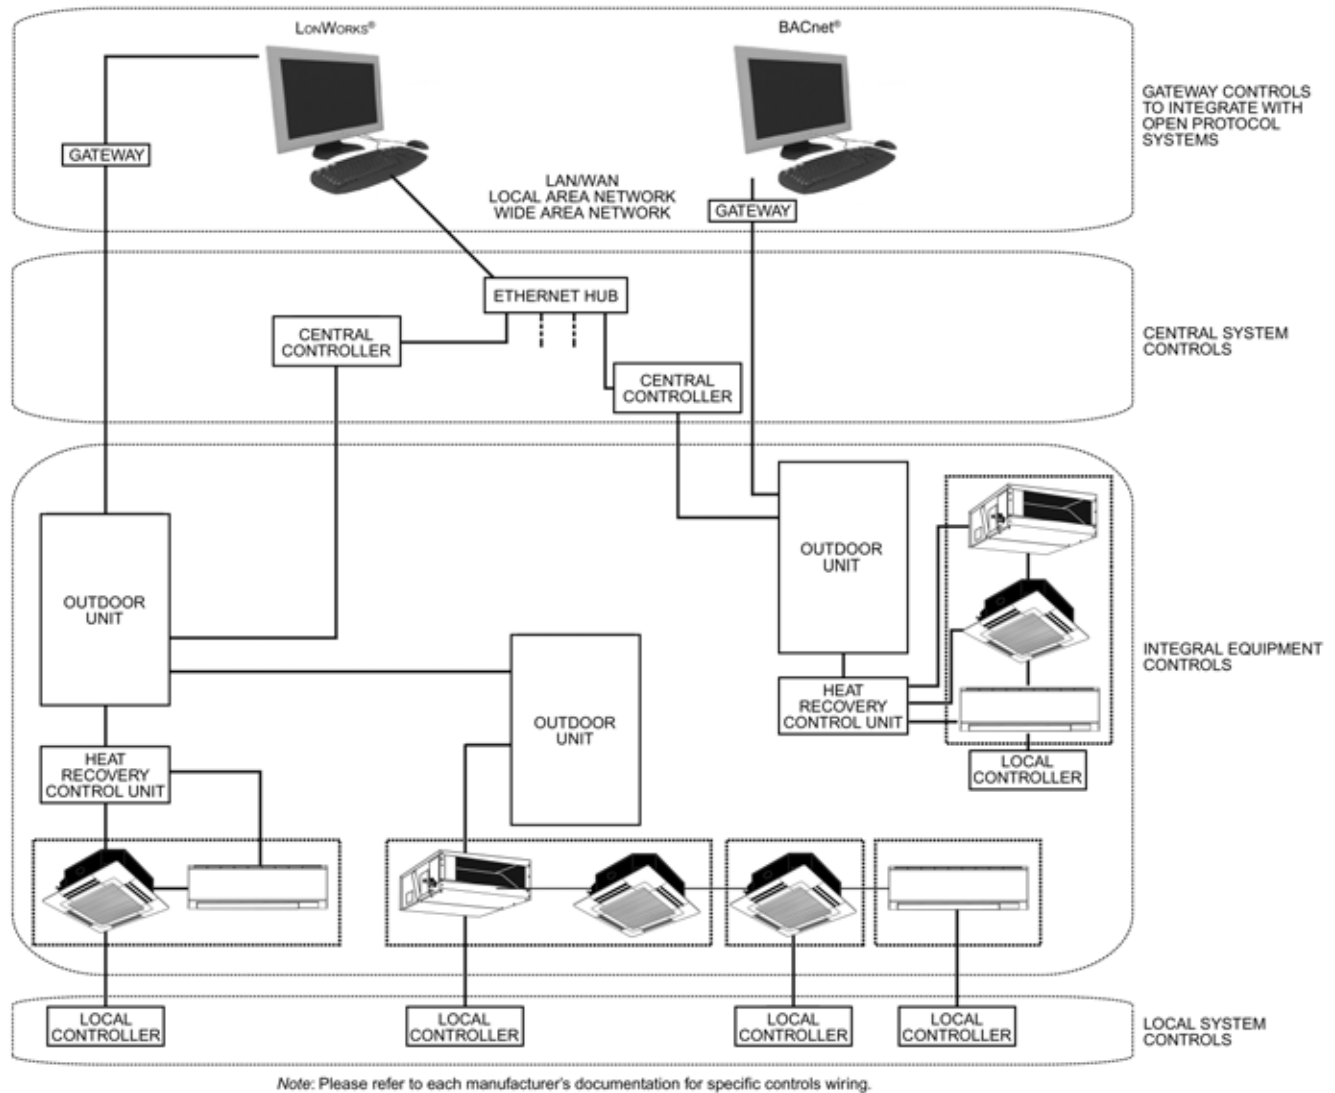 LONWORKS®
BACnet®
GATEWAY CONTROLS
TO INTEGRATE WITH
OPEN PROTOCOL
SYSTEMS
GATEWAY
LAN/WAN
LOCAL AREA NETWORK
WIDE AREA NETWORK
GATEWAY
ETHERNET HUB
CENTRAL
CONTROLLER
CENTRAL SYSTEM
CONTROLS
CENTRAL
CONTROLLER
OUTDOOR
UNIT
OUTDOOR
UNIT
INTEGRAL EQUIPMENT
CONTROLS
HEAT
RECOVERY
CONTROL UNIT
OUTDOOR
UNIT
HEAT
RECOVERY
CONTROL UNIT
LOCAL
CONTROLLER
LOCAL
CONTROLLER
LOCAL
CONTROLLER
LOCAL
CONTROLLER
LOCAL
CONTROLLER
LOCAL SYSTEM
CONTROLS
Note: Please refer to each manufacturer's documentation for specific controls wiring.